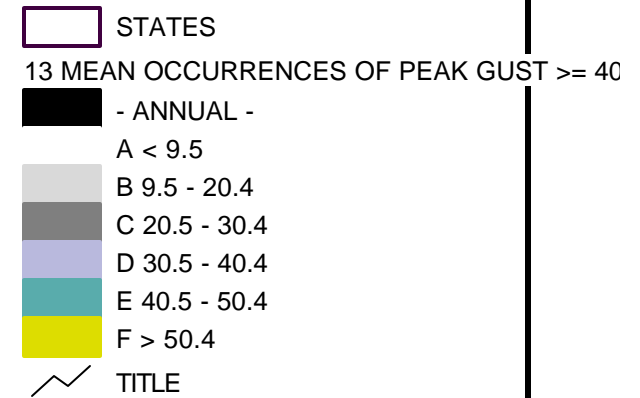 STATES
13 MEAN OCCURRENCES OF PEAK GUST >= 40
- ANNUAL -
A < 9.5
B 9.5 - 20.4
C 20.5 - 30.4
D 30.5 - 40.4
E 40.5 - 50.4
F > 50.4
TITLE